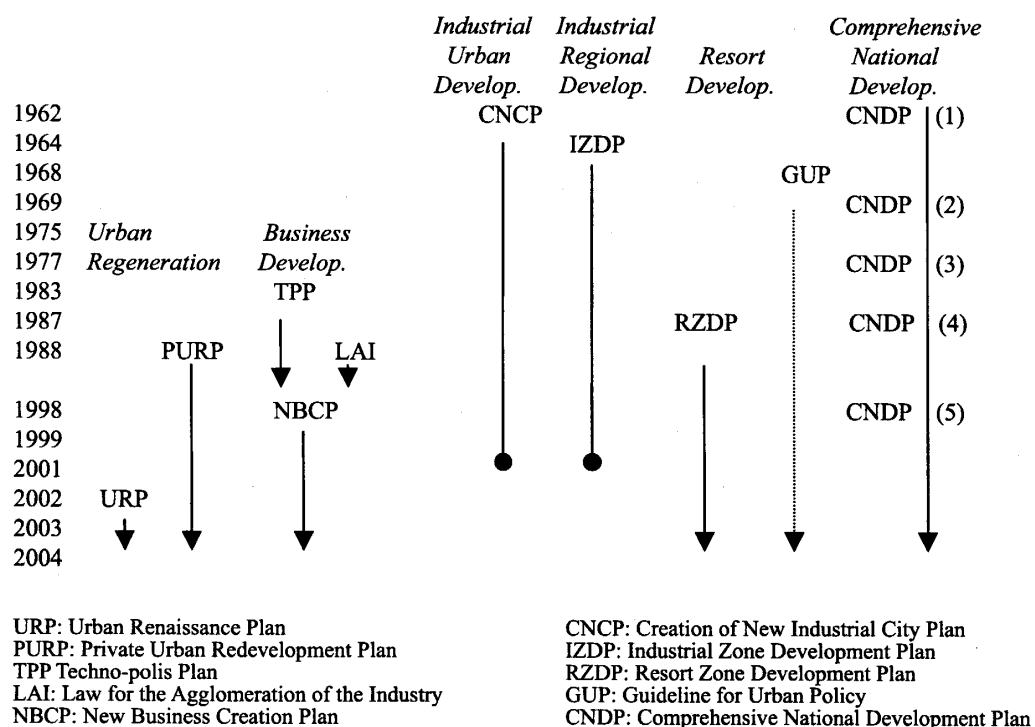 Industrial Industrial Comprehensive
Urban Regional Resort National
Develop. Develop. Develop. Develop.
1962 CNCP CNDP (1)
1964 IZDP
1968 GUP
1969 CNDP (2)
1975 Urban Business
1977 Regeneration Develop. CNDP (3)
1983 TPP
1987 RZDP CNDP (4)
1988 PURP LAI
1998 NBCP CNDP (5)
1999
2001
2002 URP
2003
2004
URP: Urban Renaissance Plan
PURP: Private Urban Redevelopment Plan
TPP Techno-polis Plan
LAI: Law for the Agglomeration of the Industry
NBCP: New Business Creation Plan
CNCP: Creation of New Industrial City Plan
IZDP: Industrial Zone Development Plan
RZDP: Resort Zone Development Plan
GUP: Guideline for Urban Policy
CNDP: Comprehensive National Development Plan